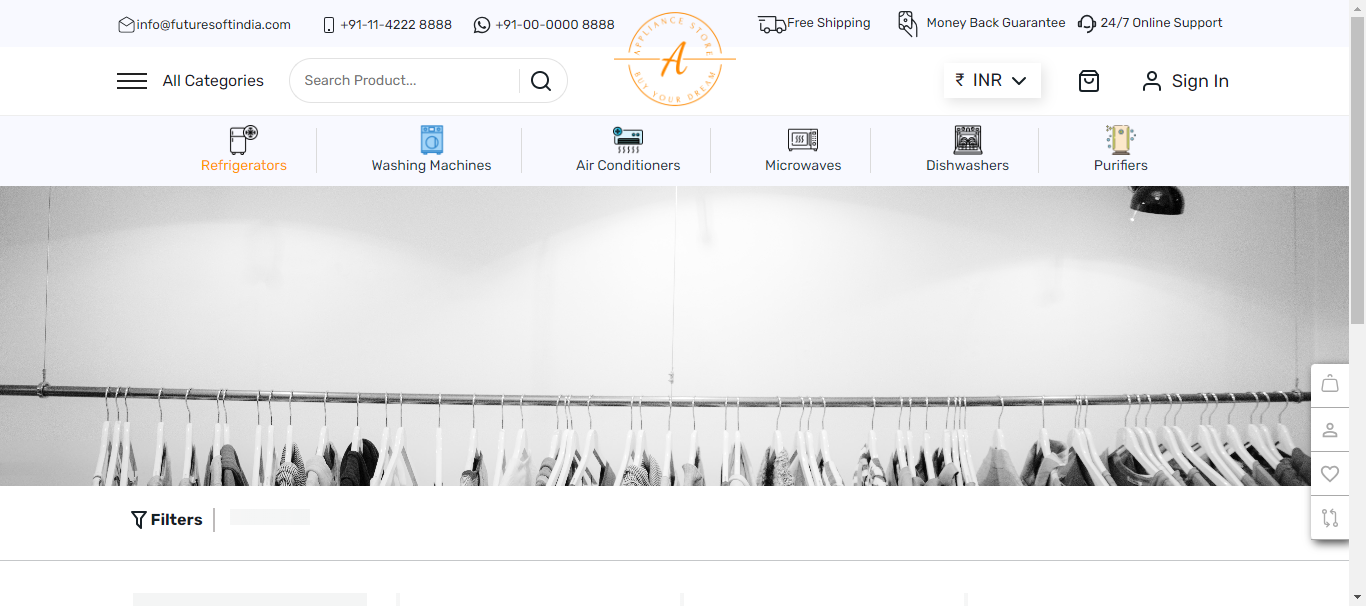 info@futuresoftindia.com +91-11-4222 8888 +91-00-0000 8888 Free Shipping Money Back Guarantee 24/7 Online Support
APPLIANCE STORE
A
BUY YOUR DREAM
All Categories Search Product... ₹ INR Sign In
Refrigerators Washing Machines Air Conditioners Microwaves Dishwashers Purifiers
Filters